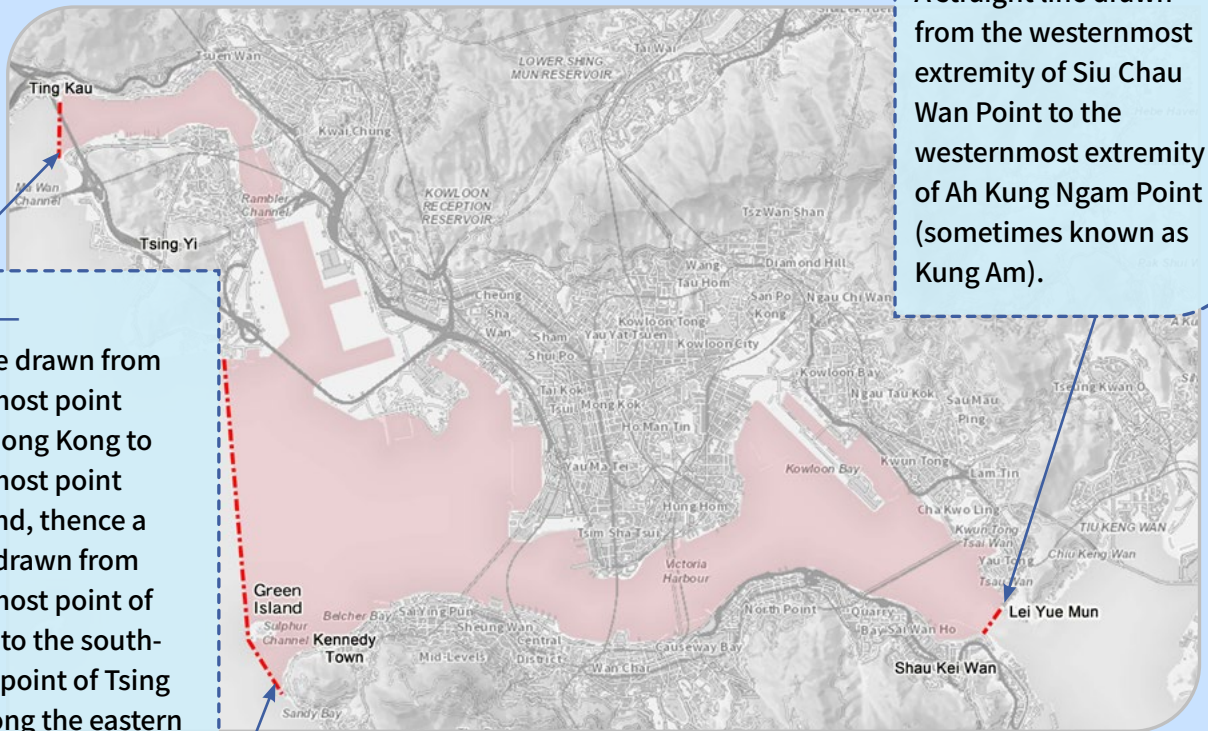 A straight line drawn
from the westernmost
extremity of Siu Chau
Wan Point to the
westernmost extremity
of Ah Kung Ngam Point
(sometimes known as
Kung Am).
Tsuen Wan
Tai Wai
LOWER SHING
MUN RESERVOIR
Ting Kau
Kwai Chung
Ma Wan
Channel
Rambler
Channel
KOWLOON
RECEPTION
RESERVOIR
Tsing Yi
Tsz Wan Shan
Wang
Tau Hom
Diamond Hill
San Po
Kong
Ngau Chi Wan
Cheung
Sha
Wan
Sham
Shui Po
Yau Yat Tsuen
Kowloon Tong
Kowloon City
Kowloon Bay
Tseung Kwan O
Tai Kok
Tsui
Mong Kok
Ngau Tau Kok
Sau Mau
Ping
Ho Man Tin
Yau Ma Tei
Kowloon Bay
Kwun Tong
Lam Tin
Hung Hom
Cha Kwo Ling
Tsim Sha Tsui
Kwun Tong
Tsai Wan
TIU KENG WAN
Chiu Keng Wan
Yau Tong
Victoria
Harbour
Tsau Wan
Lei Yue Mun
Green
Island
Sulphur
Channel
Belcher Bay
Kennedy
Town
Sai Ying Pun
Sheung Wan
Central
District
Mid-Levels
Wan Chai
Causeway Bay
North Point
Quarry
Bay
Sai Wan Ho
Shau Kei Wan
Sandy Bay
e drawn from
most point
ong Kong to
most point
nd, thence a
drawn from
most point of
to the south-
point of Tsing
ong the eastern